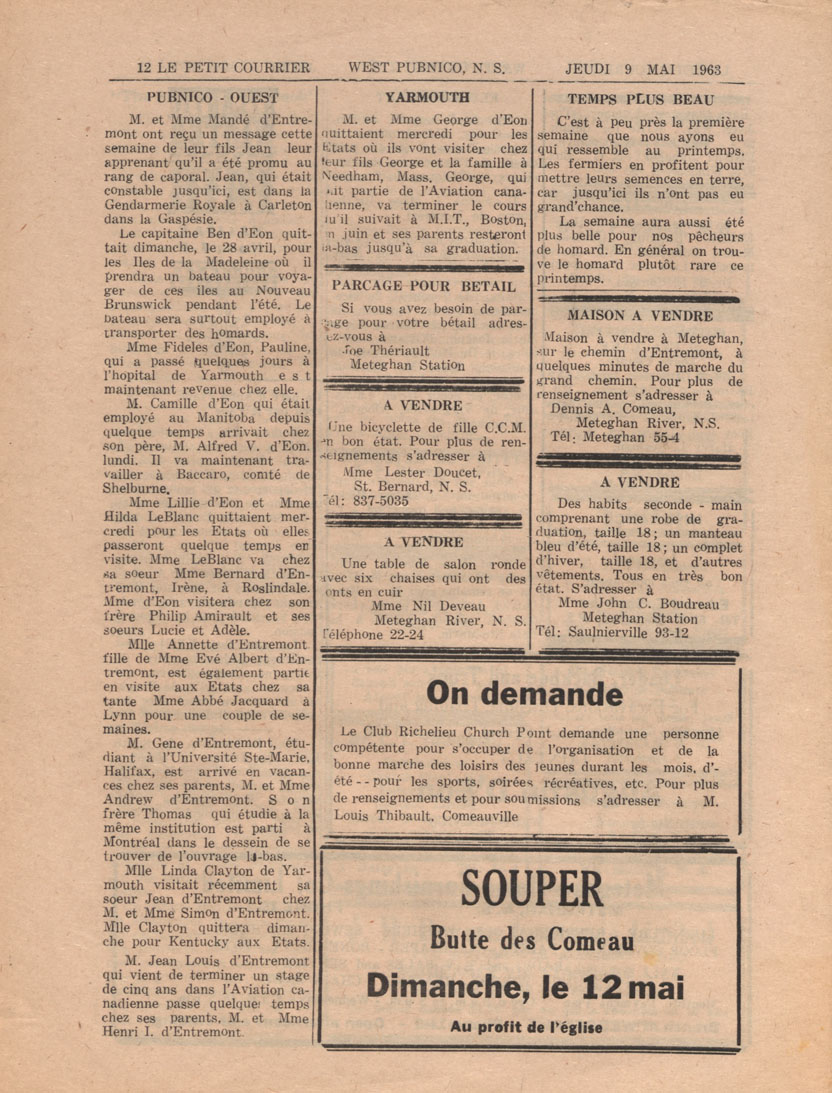 12 LE PETIT COURRIER WEST PUBNICO, N. S. JEUDI 9 MAI 1963
PUBNICO - OUEST
M. et Mme Mandé d'Entre-
mont ont reçu un message cette
semaine de leur fils Jean leur
apprenant qu'il a été promu au
rang de caporal. Jean, qui était
constable jusqu'ici, est dans la
Gendarmerie Royale à Carleton
dans la Gaspésie.
Le capitaine Ben d'Eon quit-
tait dimanche, le 28 avril, pour
les Iles de la Madeleine où il
prendra un bateau pour voya-
ger de ces îles au Nouveau
Brunswick pendant l'été. Le
bateau sera surtout employé à
transporter des homards.
Mme Fideles d'Eon, Pauline,
qui a passé quelques jours à
l'hopital de Yarmouth e s t
maintenant revenue chez elle.
M. Camille d'Eon qui était
employé au Manitoba depuis
quelque temps arrivait chez
son père, M. Alfred V. d'Eon.
lundi. Il va maintenant tra-
vailler à Baccaro, comté de
Shelburne.
Mme Lillie d'Eon et Mme
Hilda LeBlanc quittaient mer-
credi pour les Etats où elles
passeront quelque temps en
visite. Mme LeBlanc va chez
sa soeur Mme Bernard d'En-
tremont, Irène, à Roslindale.
Mme d'Eon visitera chez son
frère Philip Amirault et ses
soeurs Lucie et Adèle.
Mlle Annette d'Entremont
fille de Mme Evé Albert d'En-
tremont, est également partie
en visite aux Etats chez sa
tante Mme Abbé Jacquard à
Lynn pour une couple de se-
maines.
M. Gene d'Entremont, étu-
diant à l'Université Ste-Marie,
Halifax, est arrivé en vacan-
ces chez ses parents, M. et Mme
Andrew d'Entremont. S o n
frère Thomas qui étudie à la
même institution est parti à
Montréal dans le dessein de se
trouver de l'ouvrage là-bas.
Mlle Linda Clayton de Yar-
mouth visitait récemment sa
soeur Jean d'Entremont chez
M. et Mme Simon d'Entremont.
Mlle Clayton quittera diman-
che pour Kentucky aux Etats.
M. Jean Louis d'Entremont
qui vient de terminer un stage
de cinq ans dans l'Aviation ca-
nadienne passe quelques temps
chez ses parents, M. et Mme
Henri I. d'Entremont.
YARMOUTH
M. et Mme George d'Eon
quittaient mercredi pour les
Etats où ils vont visiter chez
leur fils George et la famille à
Needham, Mass. George, qui
ait partie de l'Aviation cana-
lienne, va terminer le cours
qu'il suivait à M.I.T., Boston,
n juin et ses parents resteront
a-bas jusqu'à sa graduation.
PARCAGE POUR BETAIL
Si vous avez besoin de par-
age pour votre bétail adres-
ez-vous à
Joe Thériault
Meteghan Station
A VENDRE
Une bicyclette de fille C.C.M.
en bon état. Pour plus de ren-
seignements s'adresser à
Mme Lester Doucet,
St. Bernard, N. S.
Tél: 837-5035
A VENDRE
Une table de salon ronde
avec six chaises qui ont des
onts en cuir
Mme Nil Deveau
Meteghan River, N. S.
Téléphone 22-24
TEMPS PLUS BEAU
C'est à peu près la première
semaine que nous ayons eu
qui ressemble au printemps.
Les fermiers en profitent pour
mettre leurs semences en terre,
car jusqu'ici ils n'ont pas eu
grand'chance.
La semaine aura aussi été
plus belle pour nos pêcheurs
de homard. En général on trou-
ve le homard plutôt rare ce
printemps.
MAISON A VENDRE
Maison à vendre à Meteghan,
sur le chemin d'Entremont, à
quelques minutes de marche du
grand chemin. Pour plus de
renseignement s'adresser à
Dennis A. Comeau,
Meteghan River, N.S.
Tél: Meteghan 55-4
A VENDRE
Des habits seconde - main
comprenant une robe de gra-
duation, taille 18; un manteau
bleu d'été, taille 18; un complet
d'hiver, taille 18, et d'autres
vêtements. Tous en très bon
état. S'adresser à
Mme John C. Boudreau
Meteghan Station
Tél: Saulnierville 93-12
On demande
Le Club Richelieu Church Point demande une personne
compétente pour s'occuper de l'organisation et de la
bonne marche des loisirs des jeunes durant les mois, d'-
été -- pour les sports, soirées récréatives, etc. Pour plus
de renseignements et pour soumissions s'adresser à M.
Louis Thibault, Comeauville
SOUPER
Butte des Comeau
Dimanche, le 12 mai
Au profit de l'église